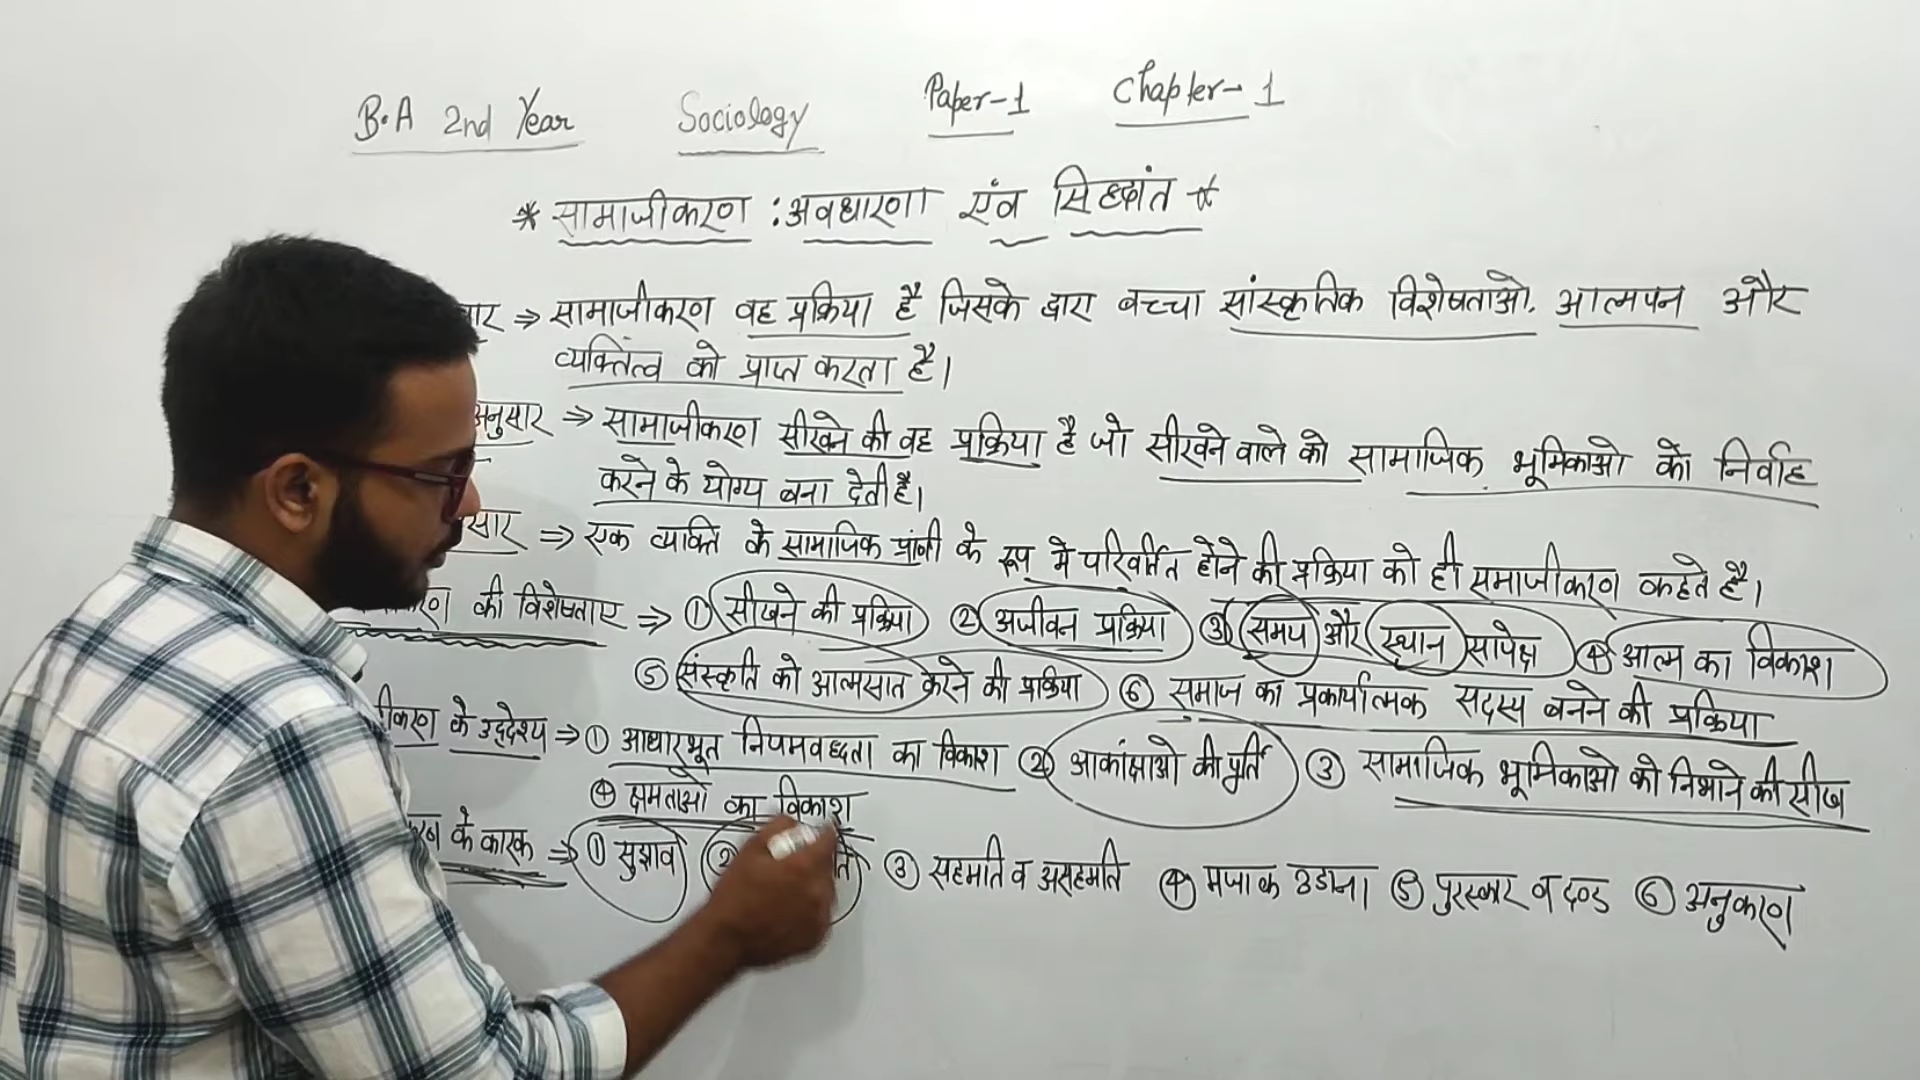 B.A 2nd Year Sociology Paper-1 Chapter-1
* सामाजीकरण : अवधारणा एंव सिध्दांत *
⇒ सामाजीकरण वह प्रक्रिया है जिसके द्वारा बच्चा सांस्कृतिक विशेषताओ, आत्मपन और
व्यक्तित्व को प्राप्त करता है।
अनुसार ⇒ सामाजीकरण सीखने की वह प्रक्रिया है जो सीखने वाले को सामाजिक भूमिकाओ का निर्वाह
करने के योग्य बना देती है।
⇒ एक व्यक्ति के सामाजिक प्रांणी के रूप मे परिवर्तित होने की प्रक्रिया को ही समाजीकरण कहते है।
की विशेषताए ⇒ ① सीखने की प्रक्रिया ② अजीवन प्रक्रिया ③ समय और स्थान सापेक्ष ④ आत्म का विकाश
⑤ संस्कृति को आत्मसात करने की प्रक्रिया ⑥ समाज का प्रकार्यात्मक सदस्य बनने की प्रक्रिया
के उद्देश्य ⇒ ① आधारभूत नियमबध्दता का विकाश ② आकांक्षाओ की पूर्ति ③ सामाजिक भूमिकाओ को निभाने की सीख
④ क्षमताओ का विकाश
के कारक ⇒ ① सुझाव ② ③ सहमति व असहमति ④ मजाक उडाना ⑤ पुरस्कार व दण्ड ⑥ अनुकरण